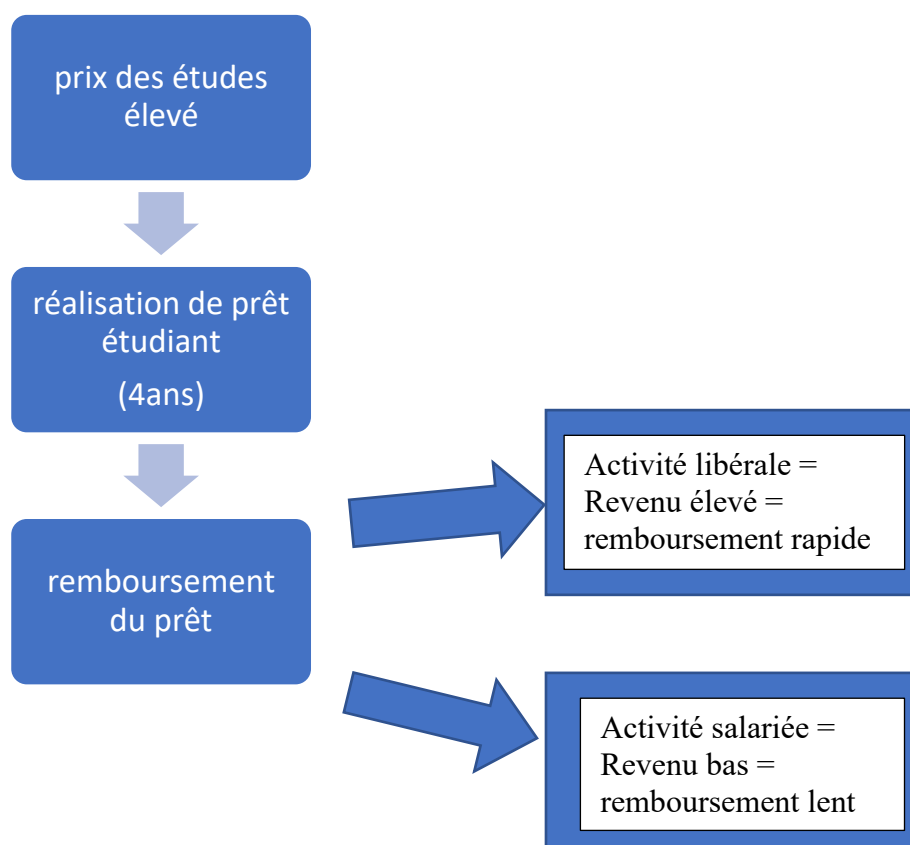 prix des études
élevé
réalisation de prêt
étudiant
(4ans)
remboursement
du prêt
Activité libérale =
Revenu élevé =
remboursement rapide
Activité salariée =
Revenu bas =
remboursement lent